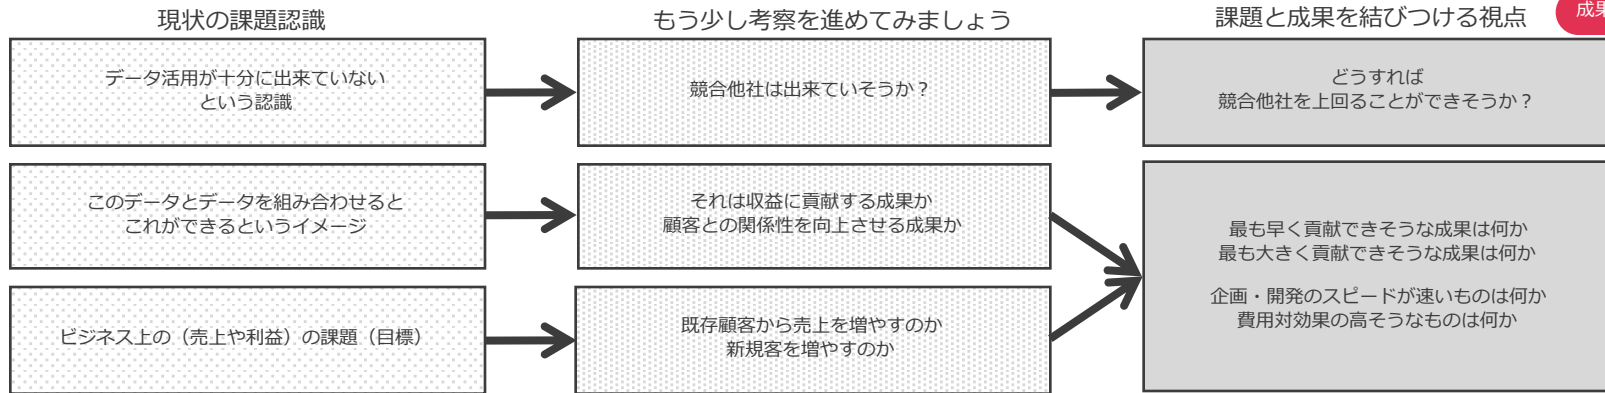 現状の課題認識
もう少し考察を進めてみましょう
課題と成果を結びつける視点
成果
データ活用が十分に出来ていない
という認識
競合他社は出来ていそうか？
どうすれば
競合他社を上回ることができそうか？
このデータとデータを組み合わせると
これができるというイメージ
それは収益に貢献する成果か
顧客との関係性を向上させる成果か
ビジネス上の（売上や利益）の課題（目標）
既存顧客から売上を増やすのか
新規客を増やすのか
最も早く貢献できそうな成果は何か
最も大きく貢献できそうな成果は何か
企画・開発のスピードが速いものは何か
費用対効果の高そうなものは何か